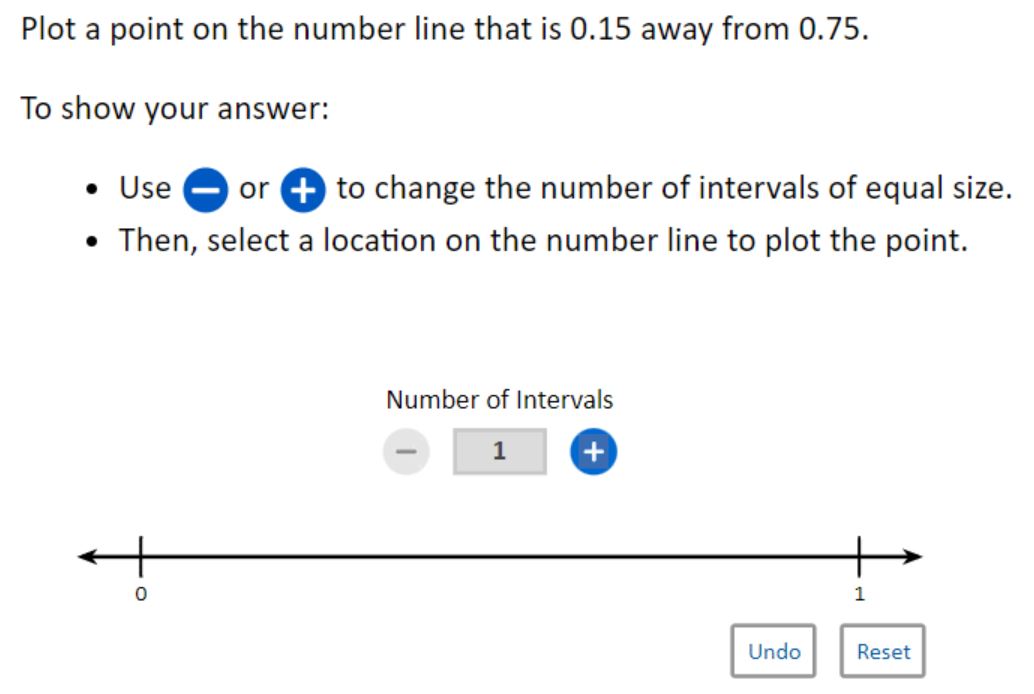 Plot a point on the number line that is 0.15 away from 0.75.
To show your answer:
• Use − or + to change the number of intervals of equal size.
• Then, select a location on the number line to plot the point.
Number of Intervals
− 1 +
0 1
Undo Reset